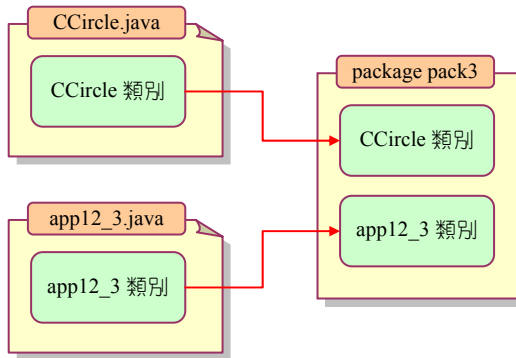 CCircle.java
CCircle 類別
app12_3.java
app12_3 類別
package pack3
CCircle 類別
app12_3 類別